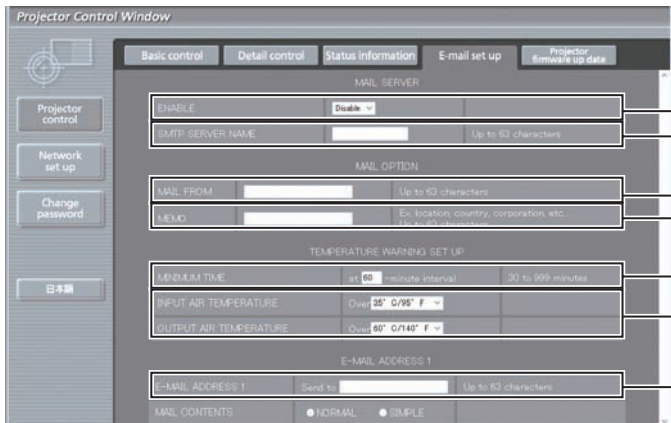 Projector Control Window
Basic control
Detail control
Status information
E-mail set up
Projector
firmware up date
MAIL SERVER
Projector
control
ENABLE Disable
SMTP SERVER NAME Up to 63 characters
Network
set up
MAIL OPTION
MAIL FROM Up to 63 characters
Change
password
MEMO Ex. location, country, corporation, etc.
Up to 63 characters
TEMPERATURE WARNING SET UP
MINIMUM TIME at 60 -minute interval 30 to 999 minutes
日本語
INPUT AIR TEMPERATURE Over 35° C/95° F
OUTPUT AIR TEMPERATURE Over 60° C/140° F
E-MAIL ADDRESS 1
E-MAIL ADDRESS 1 Send to Up to 63 characters
MAIL CONTENTS NORMAL SIMPLE